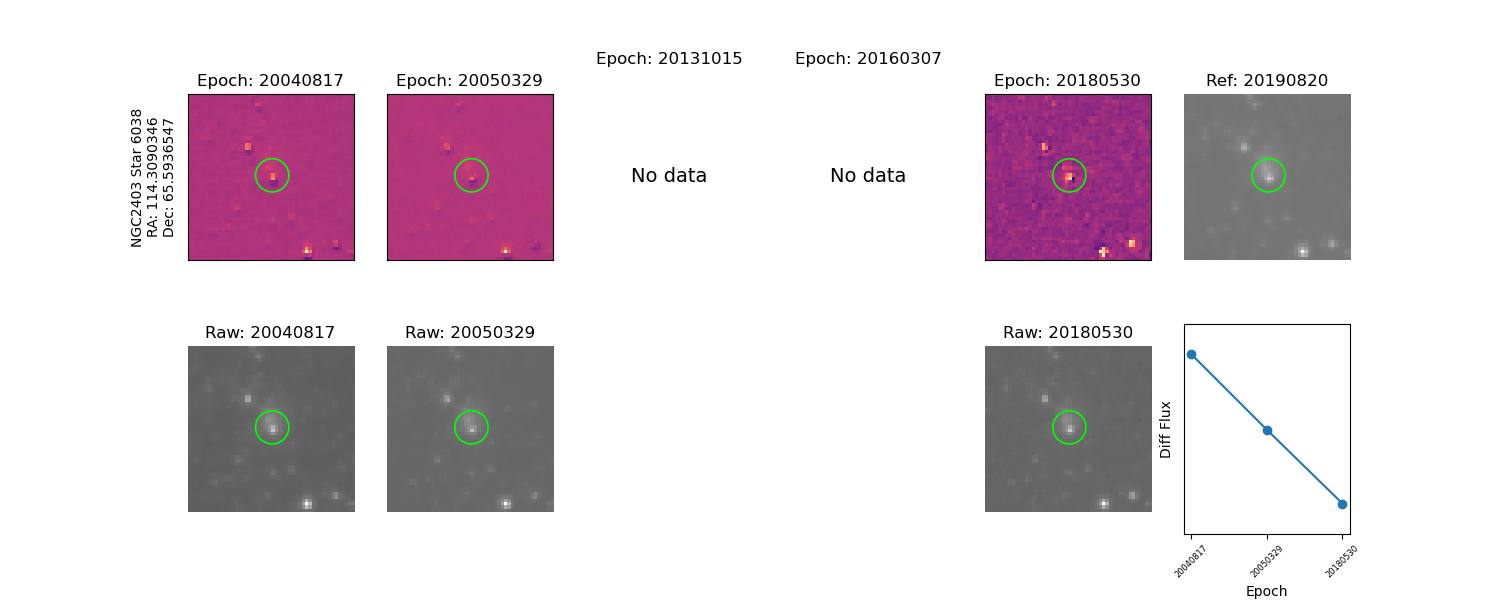 Epoch: 20040817
Epoch: 20050329
Epoch: 20131015
Epoch: 20160307
Epoch: 20180530
Ref: 20190820
NGC2403 Star 6038
RA: 114.3090346
Dec: 65.5936547
No data
No data
Raw: 20040817
Raw: 20050329
Raw: 20180530
Diff Flux
20040817
20050329
20180530
Epoch